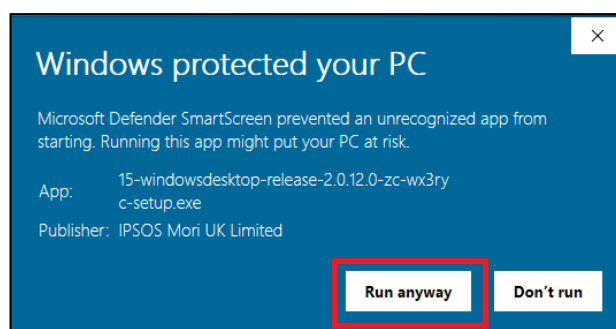 Windows protected your PC
Microsoft Defender SmartScreen prevented an unrecognized app from
starting. Running this app might put your PC at risk.
App: 15-windowsdesktop-release-2.0.12.0-zc-wx3ry
c-setup.exe
Publisher: IPSOS Mori UK Limited
Run anyway Don't run